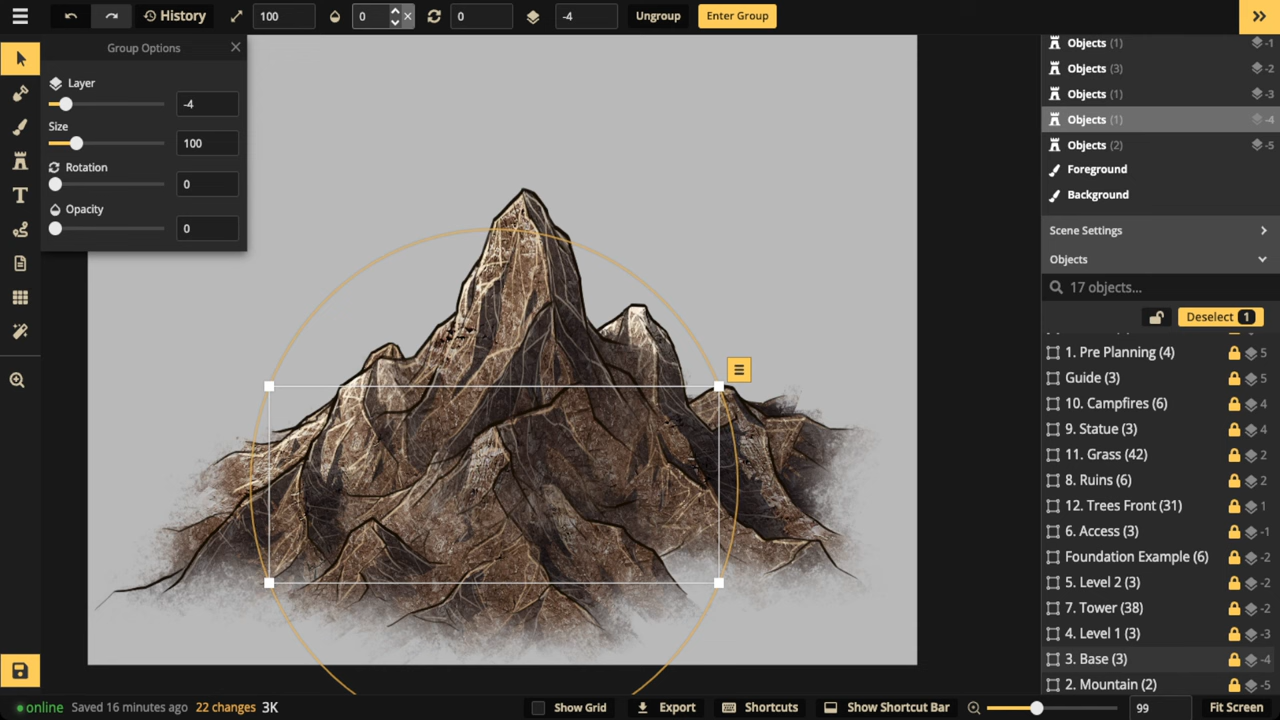 History
100
0
0
-4
Ungroup
Enter Group
Group Options
Layer
-4
Size
100
Rotation
0
Opacity
0
Objects (1) -1
Objects (3) -2
Objects (1) -3
Objects (1) -4
Objects (2) -5
Foreground
Background
Scene Settings
Objects
17 objects...
Deselect 1
1. Pre Planning (4) 5
Guide (3) 5
10. Campfires (6) 4
9. Statue (3) 4
11. Grass (42) 2
8. Ruins (6) 2
12. Trees Front (31) 1
6. Access (3) -1
Foundation Example (6) -2
5. Level 2 (3) -2
7. Tower (38) -2
4. Level 1 (3) -3
3. Base (3) -4
2. Mountain (2) -5
online
Saved 16 minutes ago
22 changes
3K
Show Grid
Export
Shortcuts
Show Shortcut Bar
99
Fit Screen